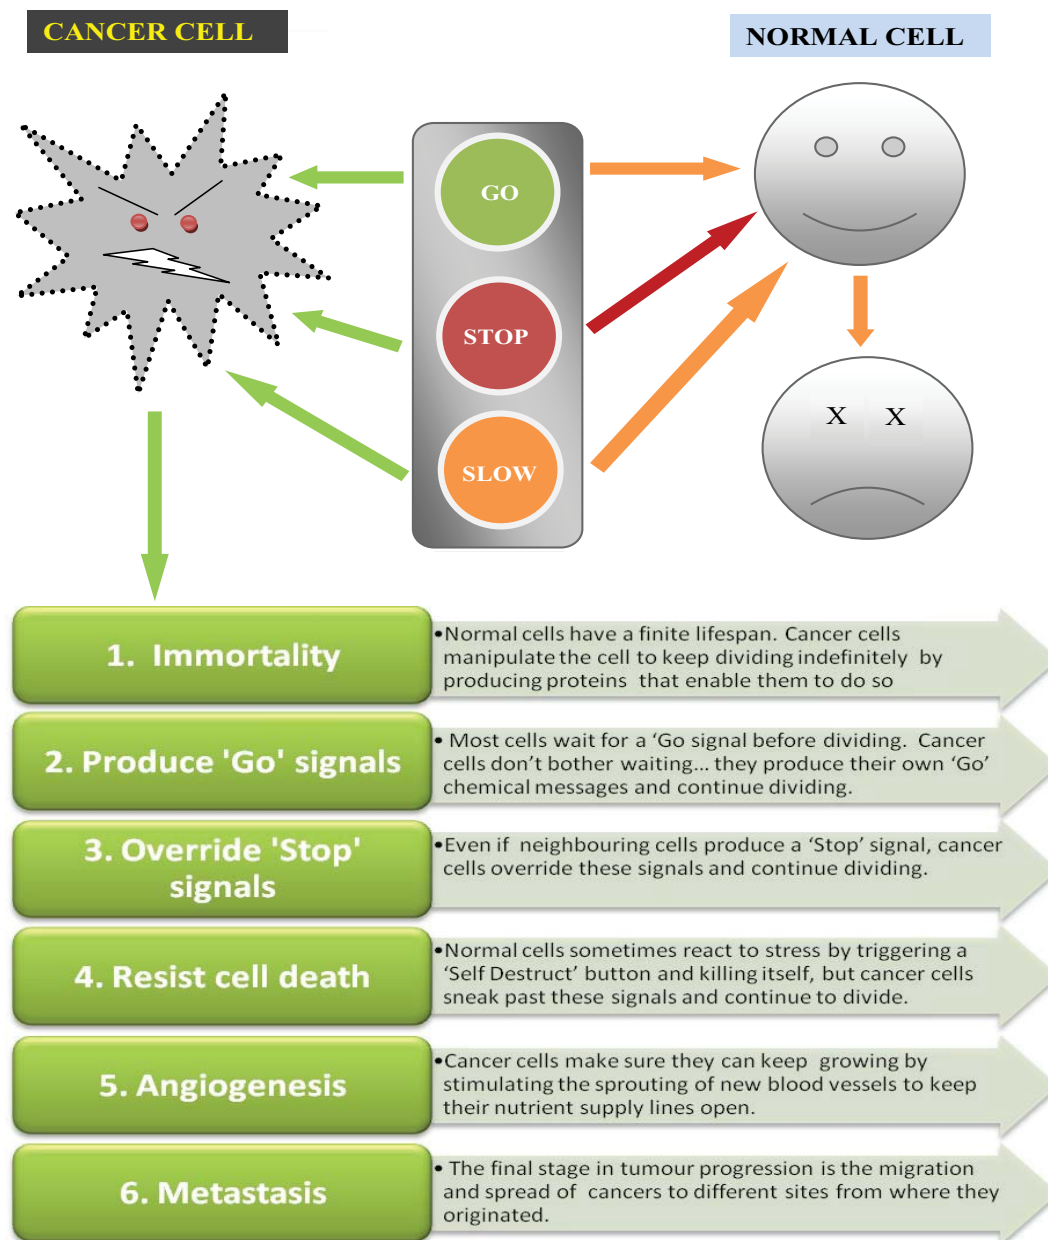 CANCER CELL
NORMAL CELL
GO
STOP
SLOW
X X
1. Immortality
•Normal cells have a finite lifespan. Cancer cells
manipulate the cell to keep dividing indefinitely by
producing proteins that enable them to do so
2. Produce 'Go' signals
• Most cells wait for a ‘Go signal before dividing. Cancer
cells don’t bother waiting... they produce their own ‘Go’
chemical messages and continue dividing.
3. Override 'Stop'
signals
•Even if neighbouring cells produce a ‘Stop’ signal, cancer
cells override these signals and continue dividing.
4. Resist cell death
•Normal cells sometimes react to stress by triggering a
‘Self Destruct’ button and killing itself, but cancer cells
sneak past these signals and continue to divide.
5. Angiogenesis
•Cancer cells make sure they can keep growing by
stimulating the sprouting of new blood vessels to keep
their nutrient supply lines open.
6. Metastasis
• The final stage in tumour progression is the migration
and spread of cancers to different sites from where they
originated.